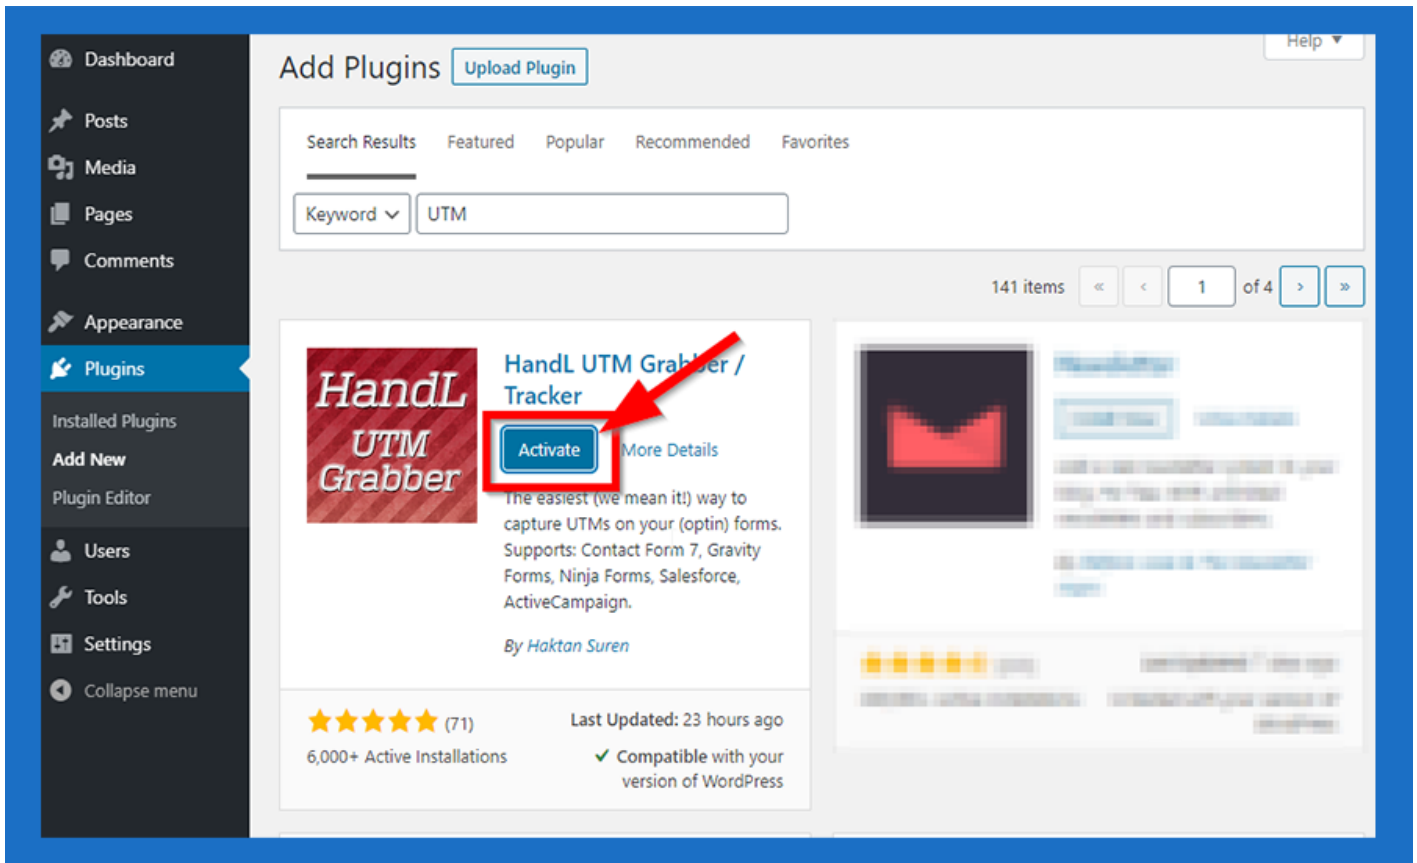 Dashboard
Posts
Media
Pages
Comments
Appearance
Plugins
Installed Plugins
Add New
Plugin Editor
Users
Tools
Settings
Collapse menu
Help
Add Plugins
Upload Plugin
Search Results Featured Popular Recommended Favorites
Keyword UTM
141 items « ‹ 1 of 4 › »
HandL
UTM
Grabber
HandL UTM Grabber /
Tracker
Activate More Details
The easiest (we mean it!) way to
capture UTMs on your (optin) forms.
Supports: Contact Form 7, Gravity
Forms, Ninja Forms, Salesforce,
ActiveCampaign.
By Haktan Suren
(71)
6,000+ Active Installations
Last Updated: 23 hours ago
✓ Compatible with your
version of WordPress